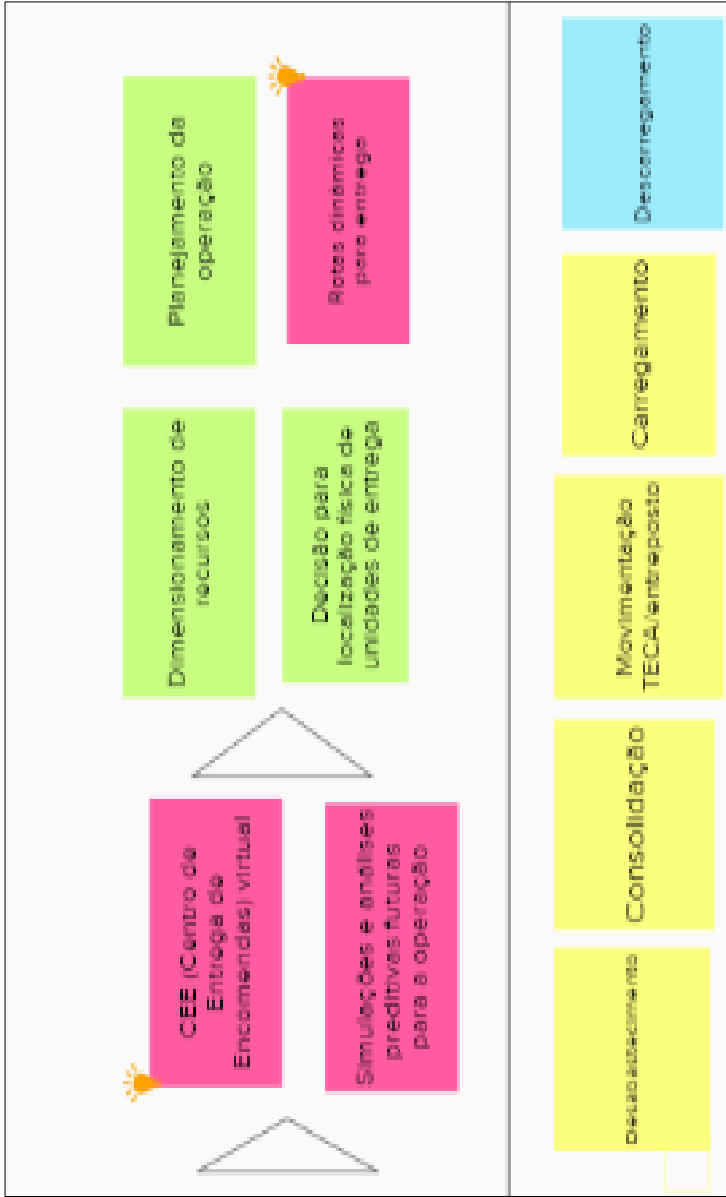 CEE (Centro de
Entrega de
Encomendas) virtual
Simulações e análises
preditivas futuras
para a operação
Dimensionamento de
recursos
Decisão para
localização física de
unidades de entrega
Planejamento da
operação
Rotas dinâmicas
para entrega
Desabastecimento
Consolidação
Movimentação
TECA/entreposto
Carregamento
Descarregamento